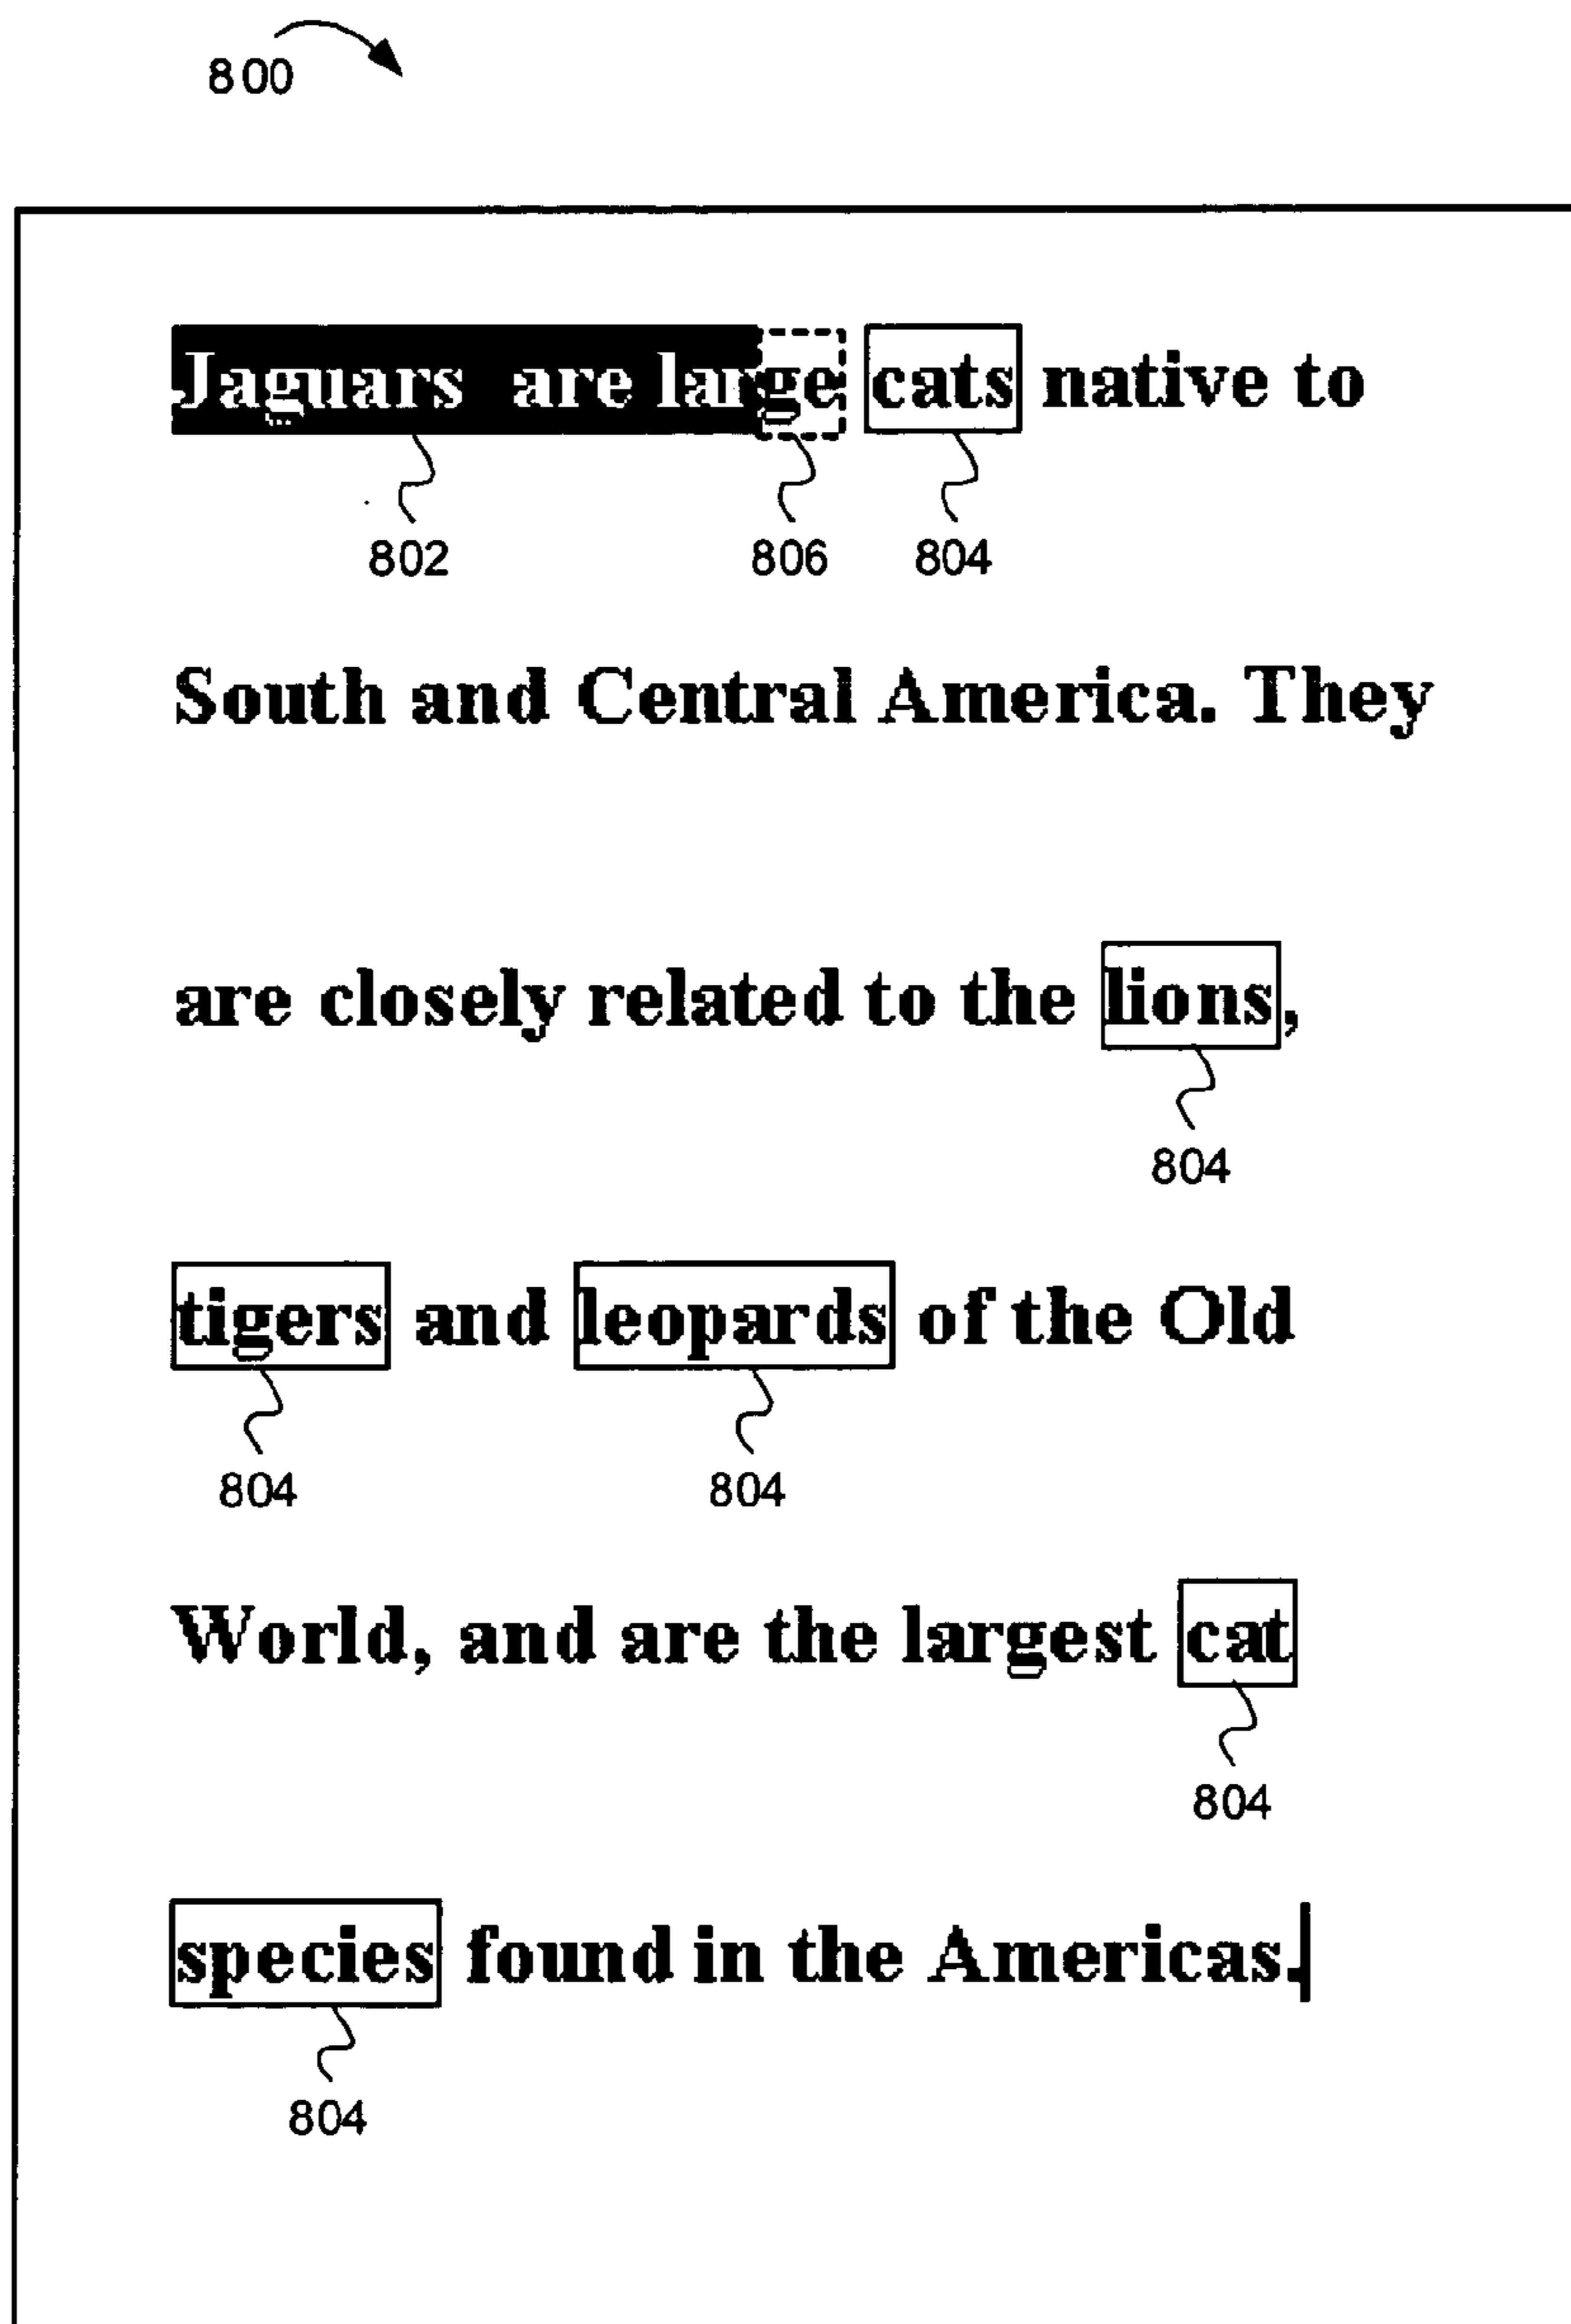 800
Jaguars are large cats native to
802 806 804
South and Central America. They
are closely related to the lions,
804
tigers and leopards of the Old
804 804
World, and are the largest cat
804
species found in the Americas.
804